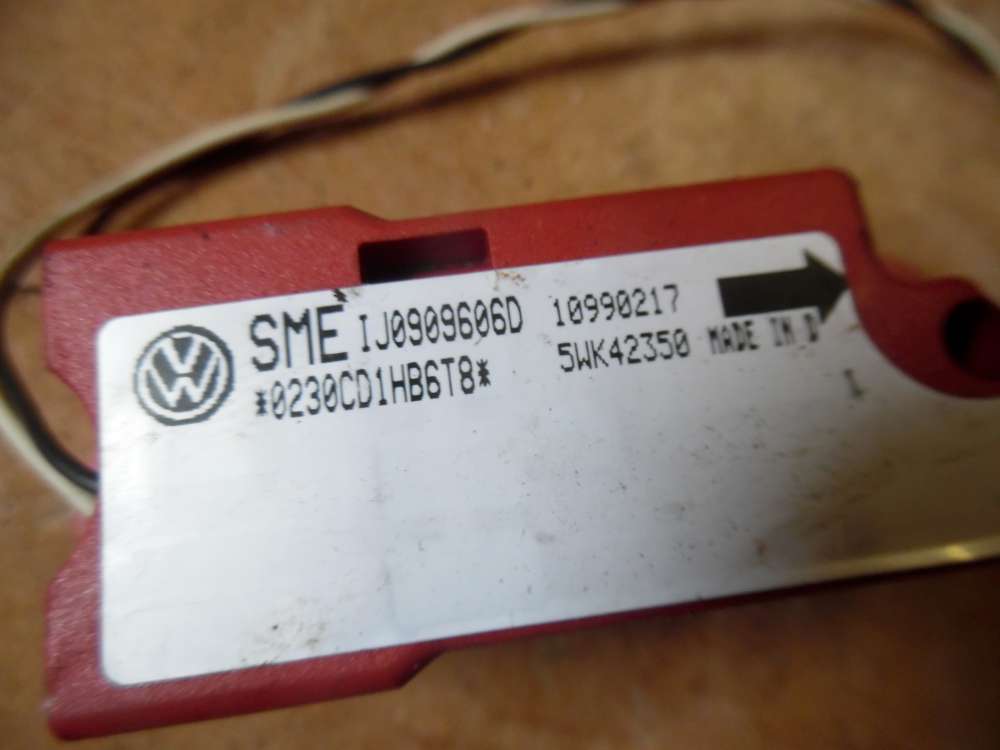 SME* 1J0909606D 10990217
*0230CD1HB6T8* 5WK42350 MADE IN D
I